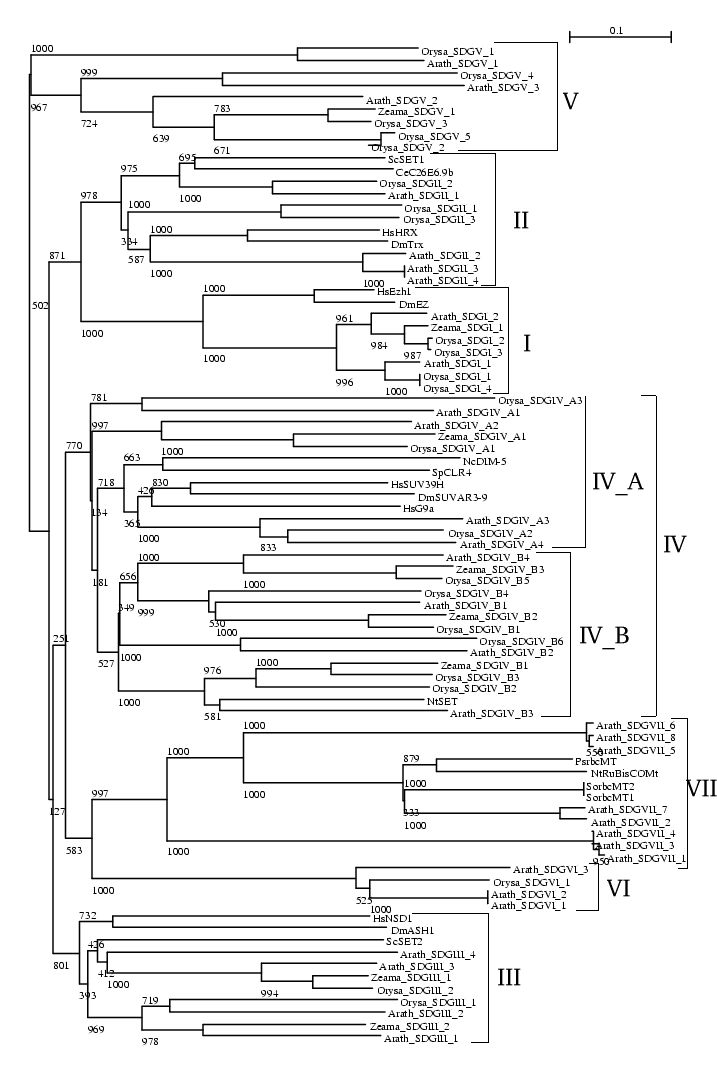 0.1
1000
Orysa_SDGV_1
Arath_SDGV_1
999
Orysa_SDGV_4
Arath_SDGV_3
967
724
Arath_SDGV_2
783
Zeama_SDGV_1
Orysa_SDGV_3
639
Orysa_SDGV_5
671
Orysa_SDGV_2
V
695
ScSET1
975
CeC26E6.9b
Orysa_SDGII_2
1000
Arath_SDGII_1
978
1000
Orysa_SDGII_1
Orysa_SDGII_3
II
334
1000
HsHRX
DmTrx
587
Arath_SDGII_2
1000
Arath_SDGII_3
1000
Arath_SDGII_4
871
502
1000
HsEzh1
DmEZ
1000
961
Arath_SDGI_2
Zeama_SDGI_1
984
Orysa_SDGI_2
987
Orysa_SDGI_3
I
1000
996
Arath_SDGI_1
Orysa_SDGI_1
1000
Orysa_SDGI_4
781
Orysa_SDGIV_A3
Arath_SDGIV_A1
997
Arath_SDGIV_A2
Zeama_SDGIV_A1
Orysa_SDGIV_A1
770
663
1000
NcDIM-5
SpCLR4
718
426
830
HsSUV39H
DmSUVAR3-9
HsG9a
IV_A
134
365
Arath_SDGIV_A3
1000
Orysa_SDGIV_A2
833
Arath_SDGIV_A4
IV
1000
Arath_SDGIV_B4
Zeama_SDGIV_B3
1000
Orysa_SDGIV_B5
181
656
Orysa_SDGIV_B4
349
999
Arath_SDGIV_B1
Zeama_SDGIV_B2
530
Orysa_SDGIV_B1
1000
Orysa_SDGIV_B6
IV_B
251
527
1000
Arath_SDGIV_B2
976
1000
Zeama_SDGIV_B1
Orysa_SDGIV_B3
Orysa_SDGIV_B2
1000
NtSET
581
Arath_SDGIV_B3
1000
Arath_SDGVII_6
Arath_SDGVII_8
550
Arath_SDGVII_5
1000
879
PsrbcMT
NtRuBisCOMt
1000
1000
SorbcMT2
SorbcMT1
VII
997
127
333
Arath_SDGVII_7
1000
Arath_SDGVII_2
Arath_SDGVII_4
583
1000
Arath_SDGVII_3
950
Arath_SDGVII_1
1000
Arath_SDGVI_3
Orysa_SDGVI_1
525
Arath_SDGVI_2
1000
Arath_SDGVI_1
VI
732
HsNSD1
DmASH1
426
ScSET2
Arath_SDGIII_4
801
412
1000
Arath_SDGIII_3
Zeama_SDGIII_1
994
Orysa_SDGIII_2
III
393
719
Orysa_SDGIII_1
Arath_SDGIII_2
969
Zeama_SDGIII_2
978
Arath_SDGIII_1